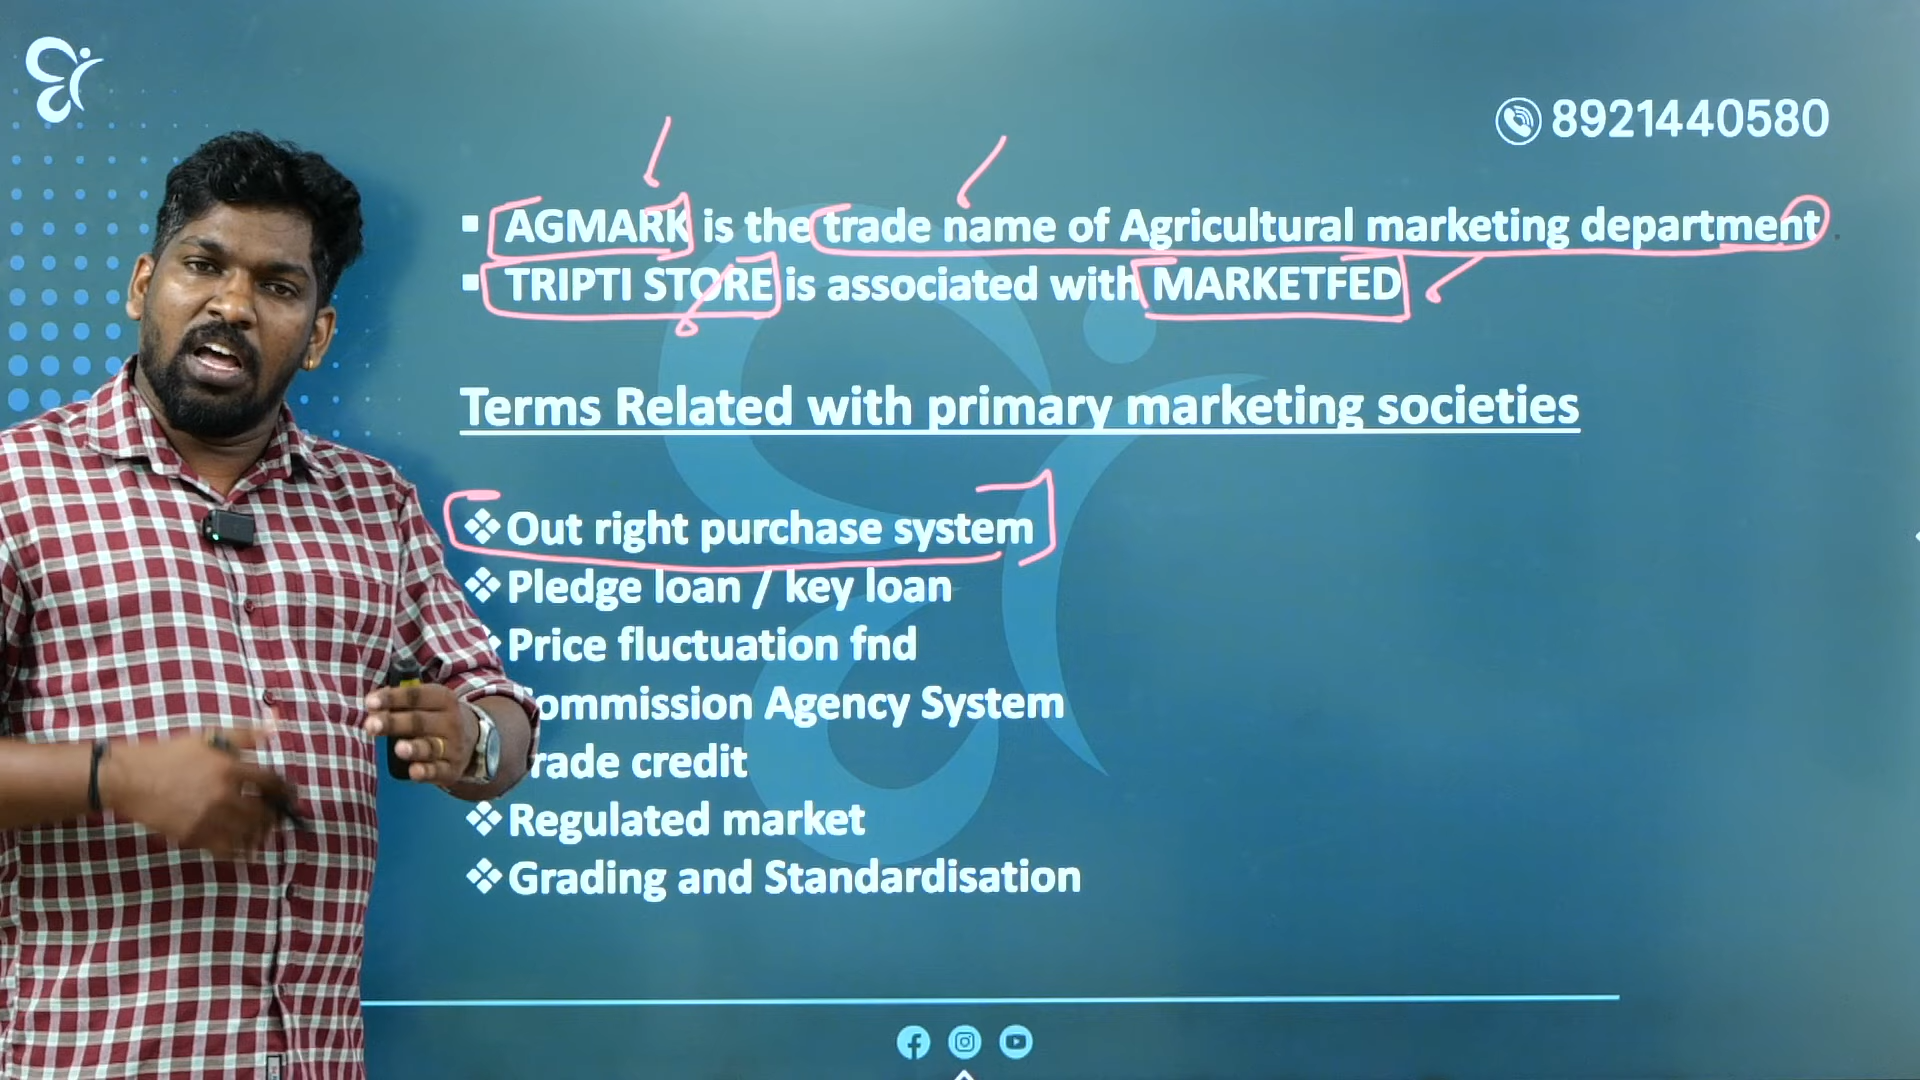 8921440580
▪ AGMARK is the trade name of Agricultural marketing department
▪ TRIPTI STORE is associated with MARKETFED
Terms Related with primary marketing societies
❖Out right purchase system
❖Pledge loan / key loan
❖Price fluctuation fnd
ommission Agency System
rade credit
❖Regulated market
❖Grading and Standardisation